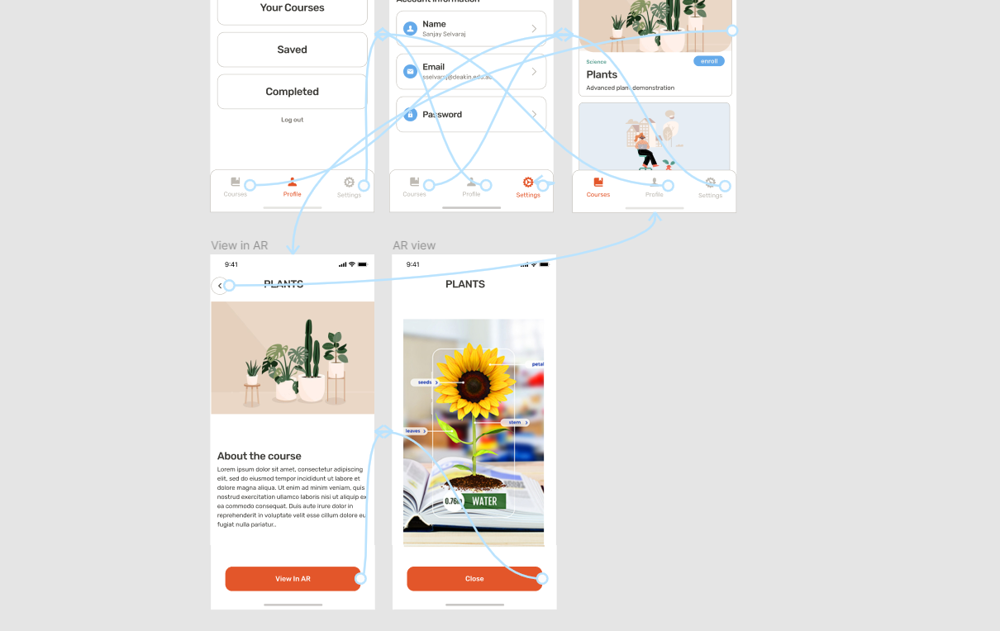 Your Courses
Saved
Completed
Log out
Courses
Profile
Settings
Account Information
Name
Sanjay Selvaraj
Email
sselvaraj@deakin.edu.au
Password
Courses
Profile
Settings
Science
enroll
Plants
Advanced plant demonstration
Courses
Profile
Settings
View in AR
9:41
PLANTS
About the course
Lorem ipsum dolor sit amet, consectetur adipiscing
elit, sed do eiusmod tempor incididunt ut labore et
dolore magna aliqua. Ut enim ad minim veniam, quis
nostrud exercitation ullamco laboris nisi ut aliquip ex
ea commodo consequat. Duis aute irure dolor in
reprehenderit in voluptate velit esse cillum dolore eu
fugiat nulla pariatur..
View In AR
AR view
9:41
PLANTS
petal
seeds
stem
leaves
WATER
Close